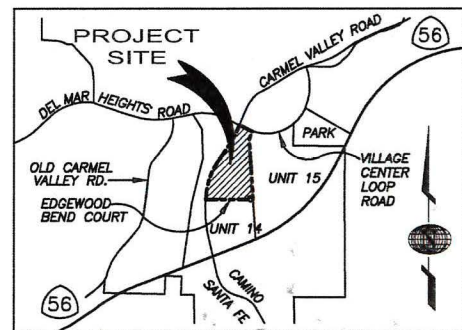 PROJECT
SITE
CARMEL VALLEY ROAD
56
DEL MAR HEIGHTS ROAD
PARK
OLD CARMEL
VALLEY RD.
UNIT 15
VILLAGE
CENTER
LOOP
ROAD
EDGEWOOD
BEND COURT
UNIT 14
CAMINO
SANTA FE
56